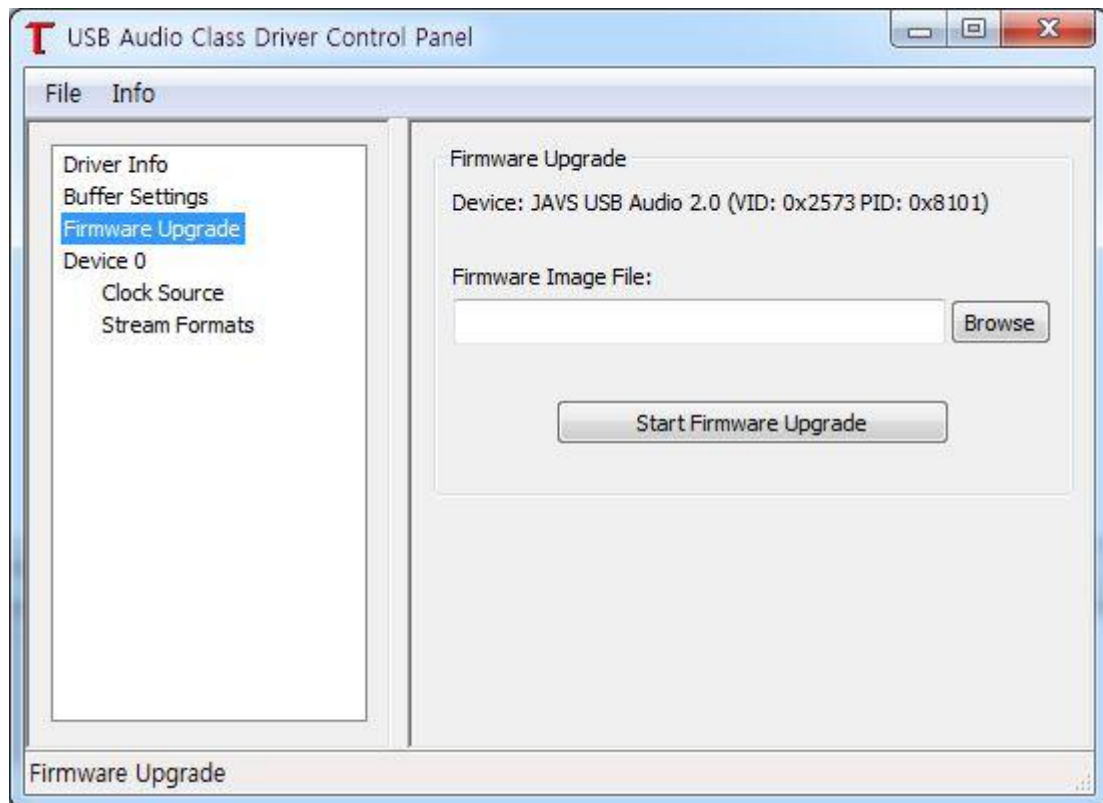 USB Audio Class Driver Control Panel
File Info
Driver Info
Buffer Settings
Firmware Upgrade
Device 0
Clock Source
Stream Formats
Firmware Upgrade
Device: JAVS USB Audio 2.0 (VID: 0x2573 PID: 0x8101)
Firmware Image File:
Browse
Start Firmware Upgrade
Firmware Upgrade